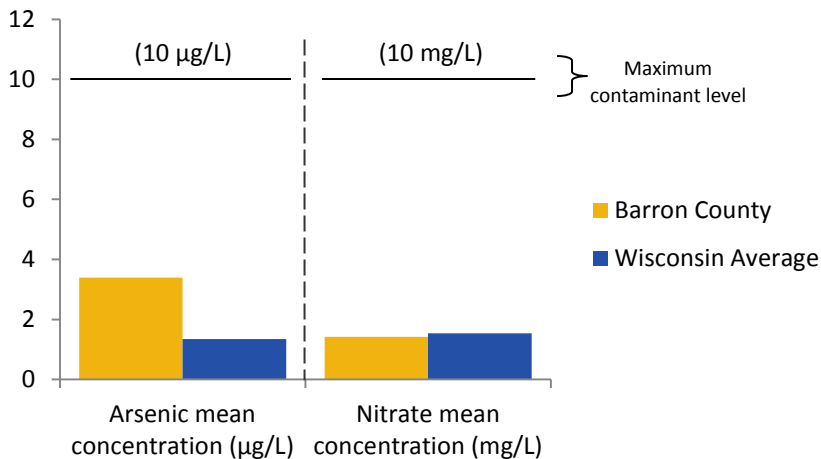 12
10
8
6
4
2
0
(10 µg/L)
(10 mg/L)
Maximum
contaminant level
Barron County
Wisconsin Average
Arsenic mean
concentration (µg/L)
Nitrate mean
concentration (mg/L)